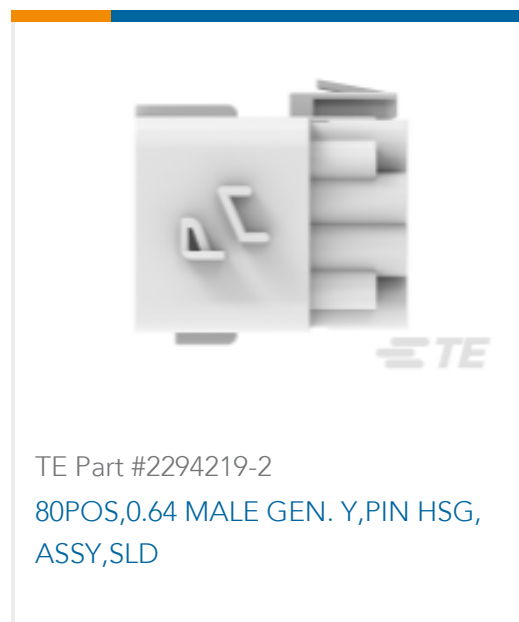 TE
TE Part #2294219-2
80POS,0.64 MALE GEN. Y,PIN HSG,
ASSY,SLD